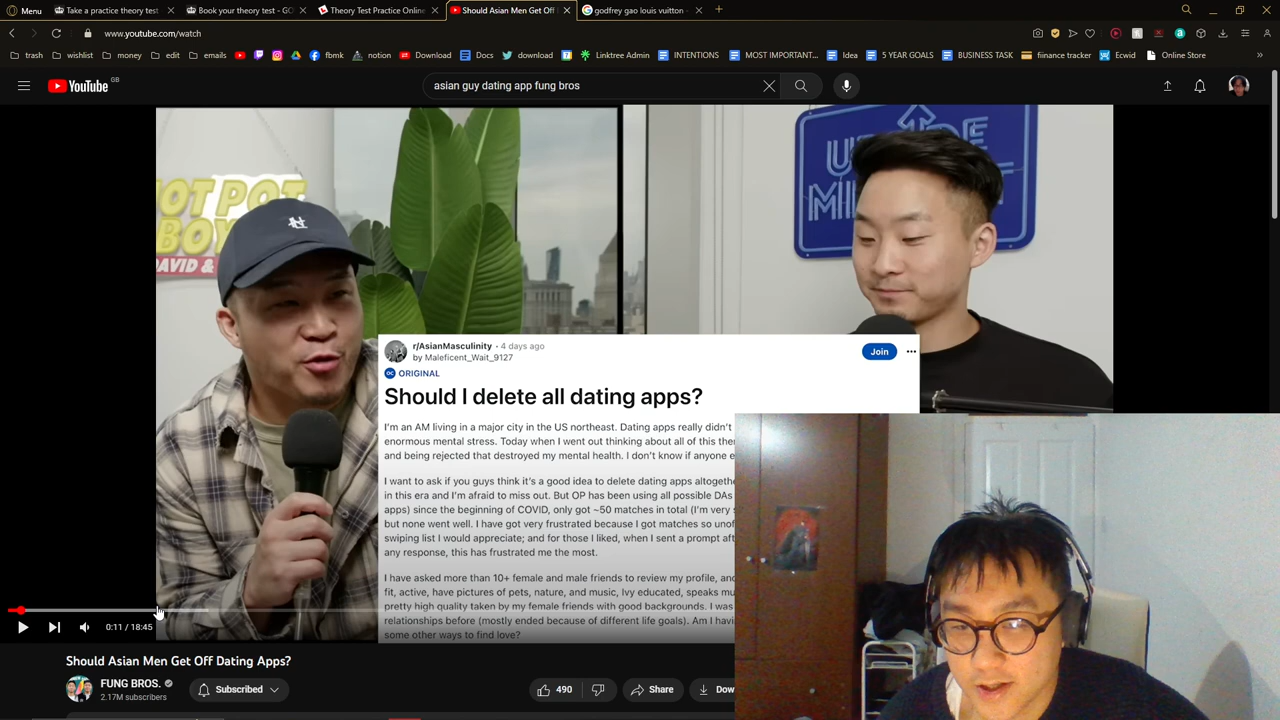 Menu
Take a practice theory test
Book your theory test - GO
Theory Test Practice Online
Should Asian Men Get Off
godfrey gao louis vuitton -
www.youtube.com/watch
trash
wishlist
money
edit
emails
fbmk
notion
Download
Docs
download
Linktree Admin
INTENTIONS
MOST IMPORTANT...
Idea
5 YEAR GOALS
BUSINESS TASK
fiinance tracker
Ecwid
Online Store
YouTube GB
asian guy dating app fung bros
r/AsianMasculinity • 4 days ago
by Maleficent_Wait_9127
Join
OC ORIGINAL
Should I delete all dating apps?
I'm an AM living in a major city in the US northeast. Dating apps really didn't
enormous mental stress. Today when I went out thinking about all of this
and being rejected that destroyed my mental health. I don't know if anyone
I want to ask if you guys think it's a good idea to delete dating apps
in this era and I'm afraid to miss out. But OP has been using all possible DAs
apps) since the beginning of COVID, only got ~50 matches in total (I'm very
but none went well. I have got very frustrated because I got matches so
swiping list I would appreciate; and for those I liked, when I sent a prompt
any response, this has frustrated me the most.
I have asked more than 10+ female and male friends to review my profile,
fit, active, have pictures of pets, nature, and music, Ivy educated, speaks
pretty high quality taken by my female friends with good backgrounds. I was
relationships before (mostly ended because of different life goals). Am I
some other ways to find love?
0:11 / 18:45
Should Asian Men Get Off Dating Apps?
FUNG BROS.
2.17M subscribers
Subscribed
490
Share
Dow